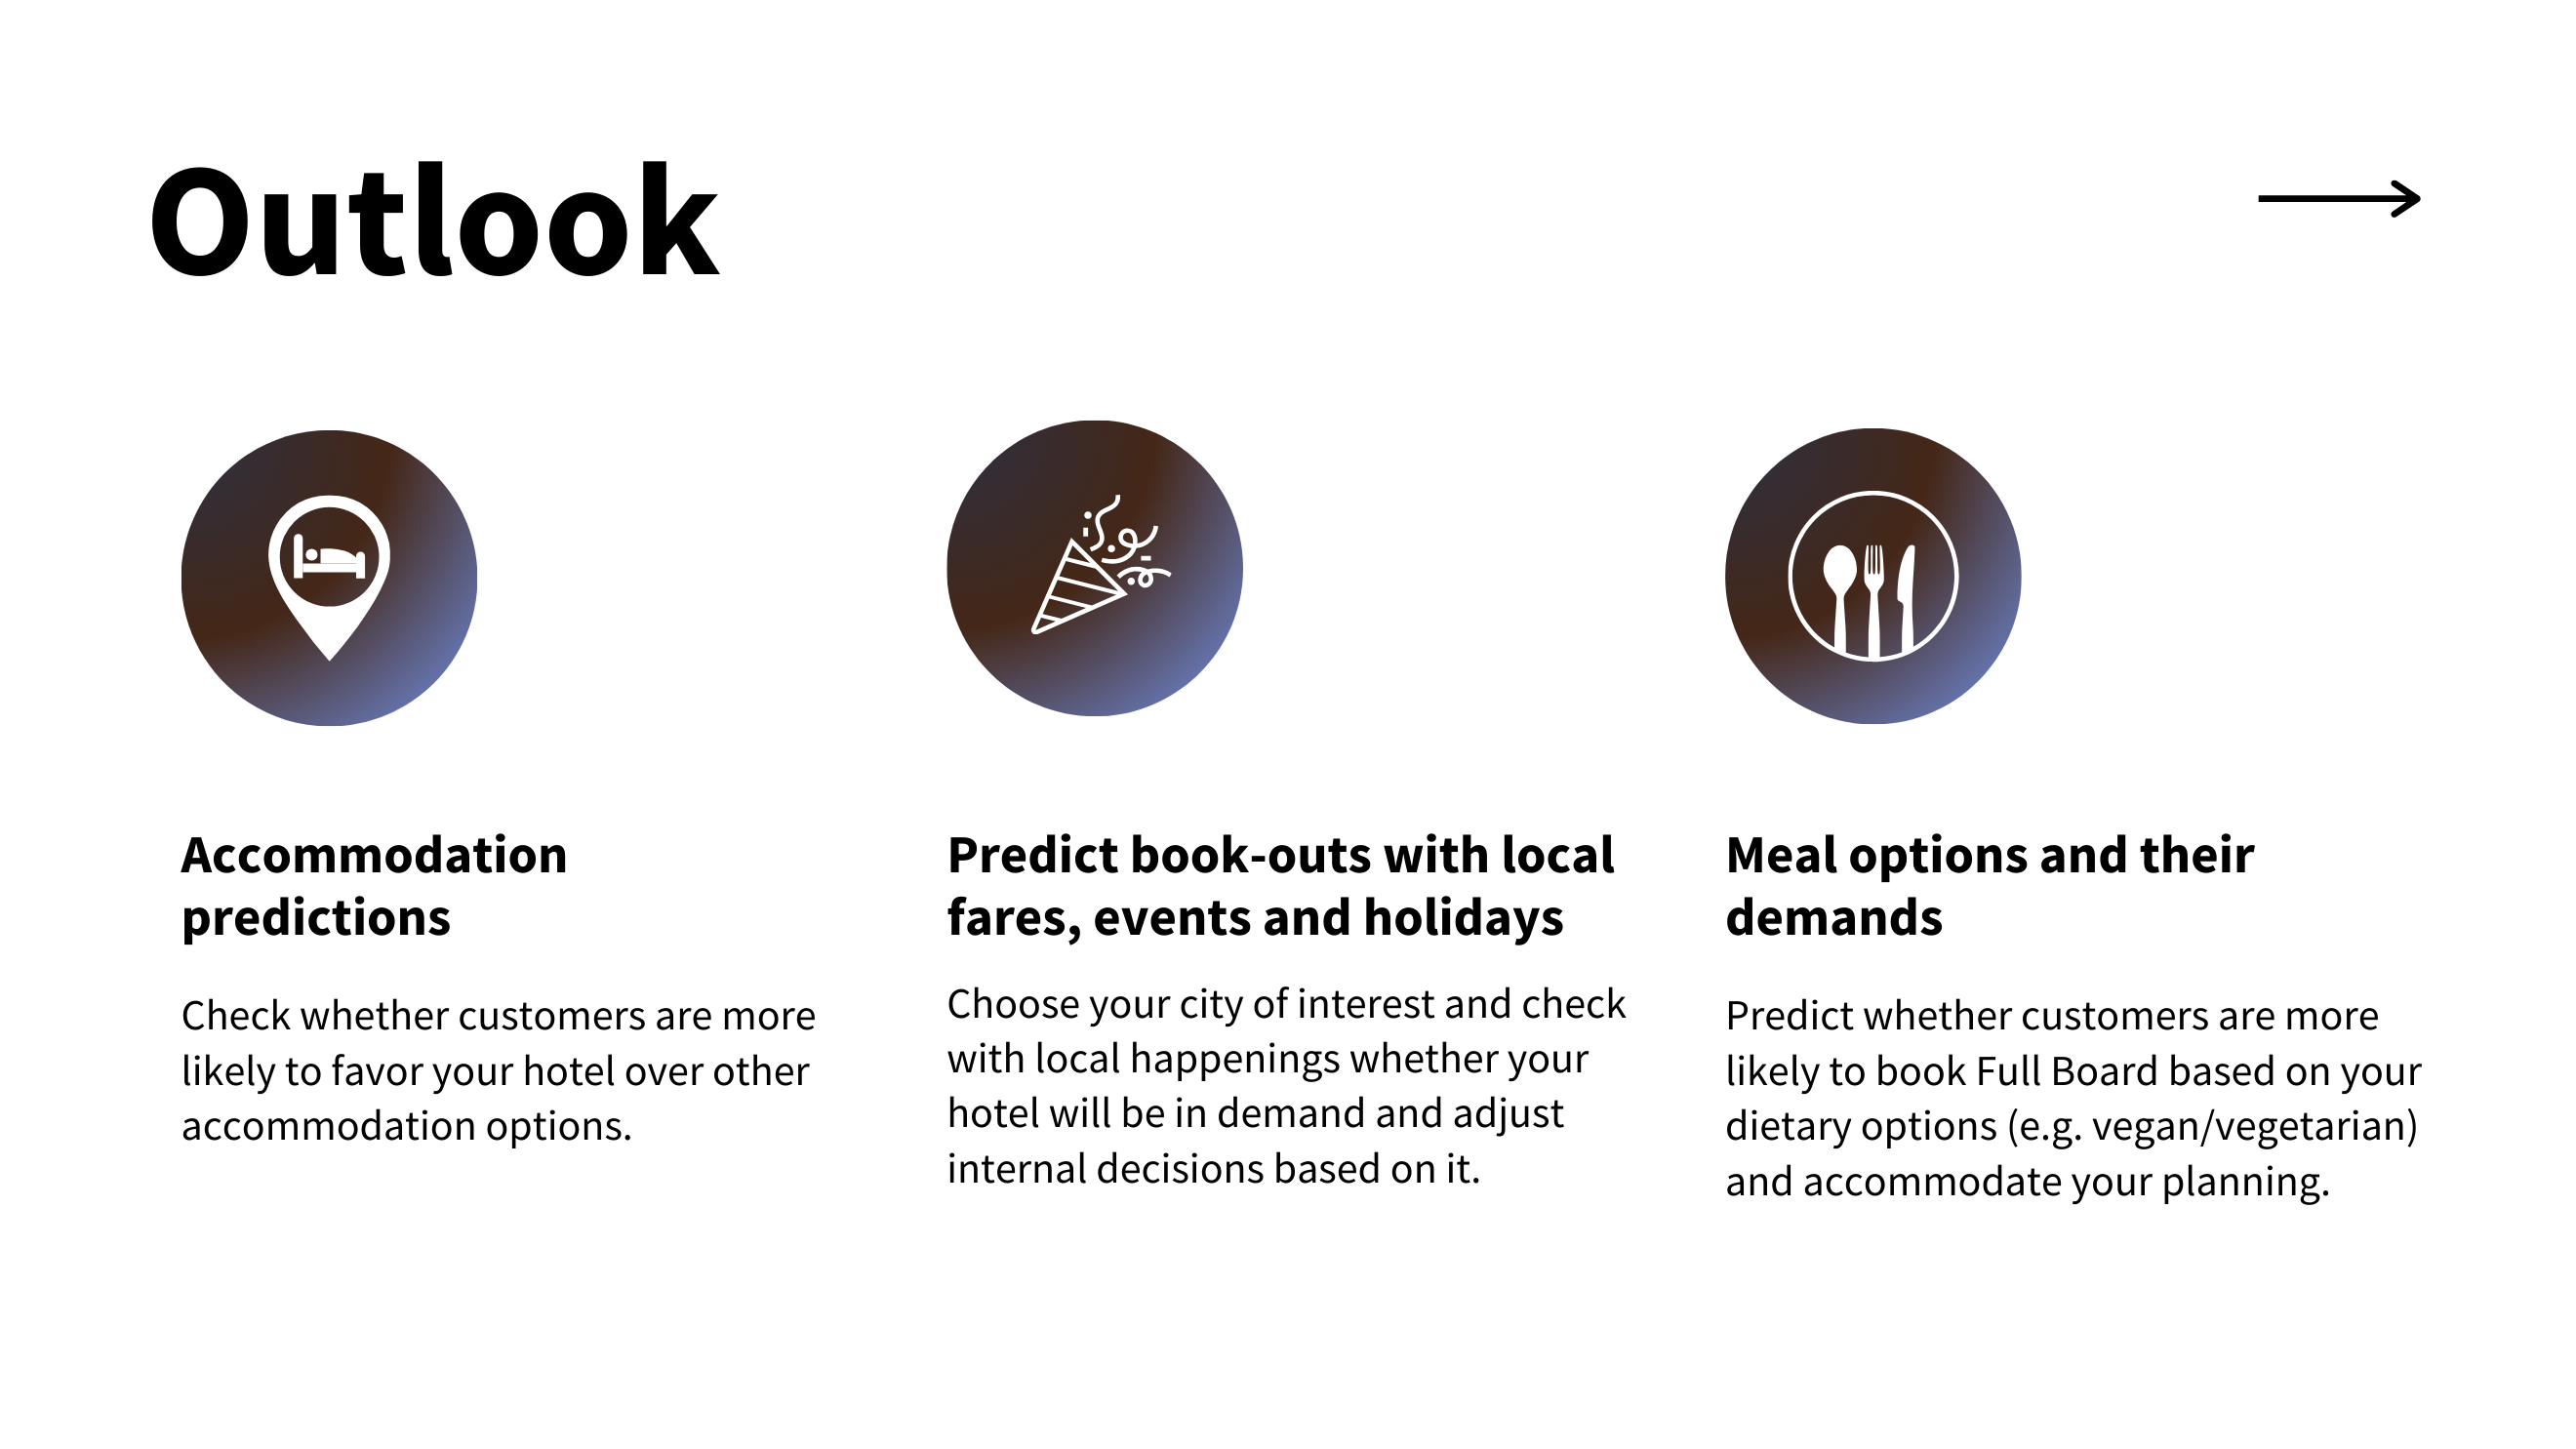 Outlook
Accommodation
predictions
Check whether customers are more
likely to favor your hotel over other
accommodation options.
Predict book-outs with local
fares, events and holidays
Choose your city of interest and check
with local happenings whether your
hotel will be in demand and adjust
internal decisions based on it.
Meal options and their
demands
Predict whether customers are more
likely to book Full Board based on your
dietary options (e.g. vegan/vegetarian)
and accommodate your planning.